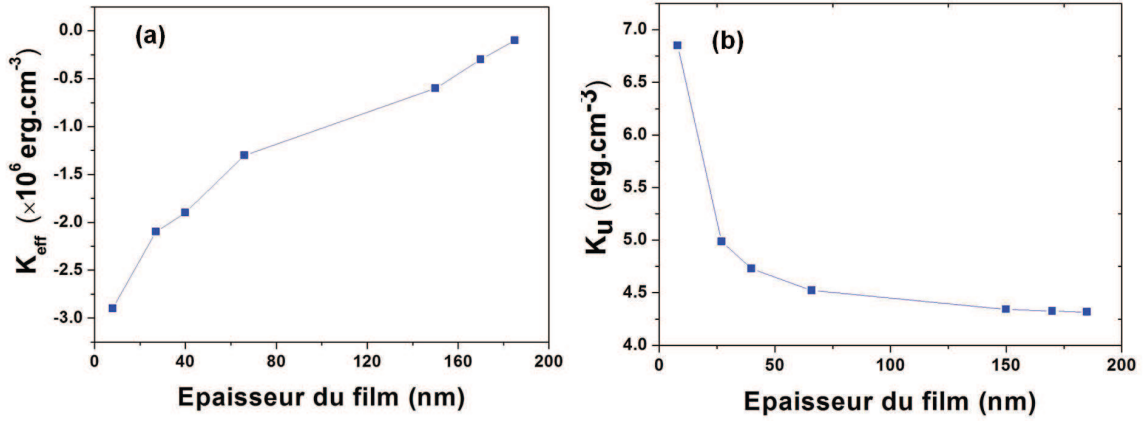 (a)
K_eff (×10^6 erg.cm^-3)
0.0
-0.5
-1.0
-1.5
-2.0
-2.5
-3.0
0 40 80 120 160 200
Epaisseur du film (nm)
(b)
Ku (erg.cm^-3)
7.0
6.5
6.0
5.5
5.0
4.5
4.0
0 50 100 150 200
Epaisseur du film (nm)